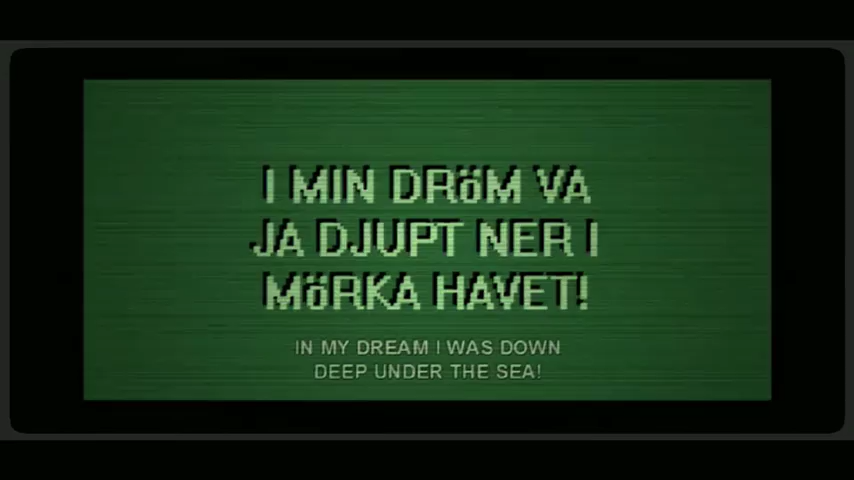 I MIN DRöM VA
JA DJUPT NER I
MöRKA HAVET!
IN MY DREAM I WAS DOWN
DEEP UNDER THE SEA!